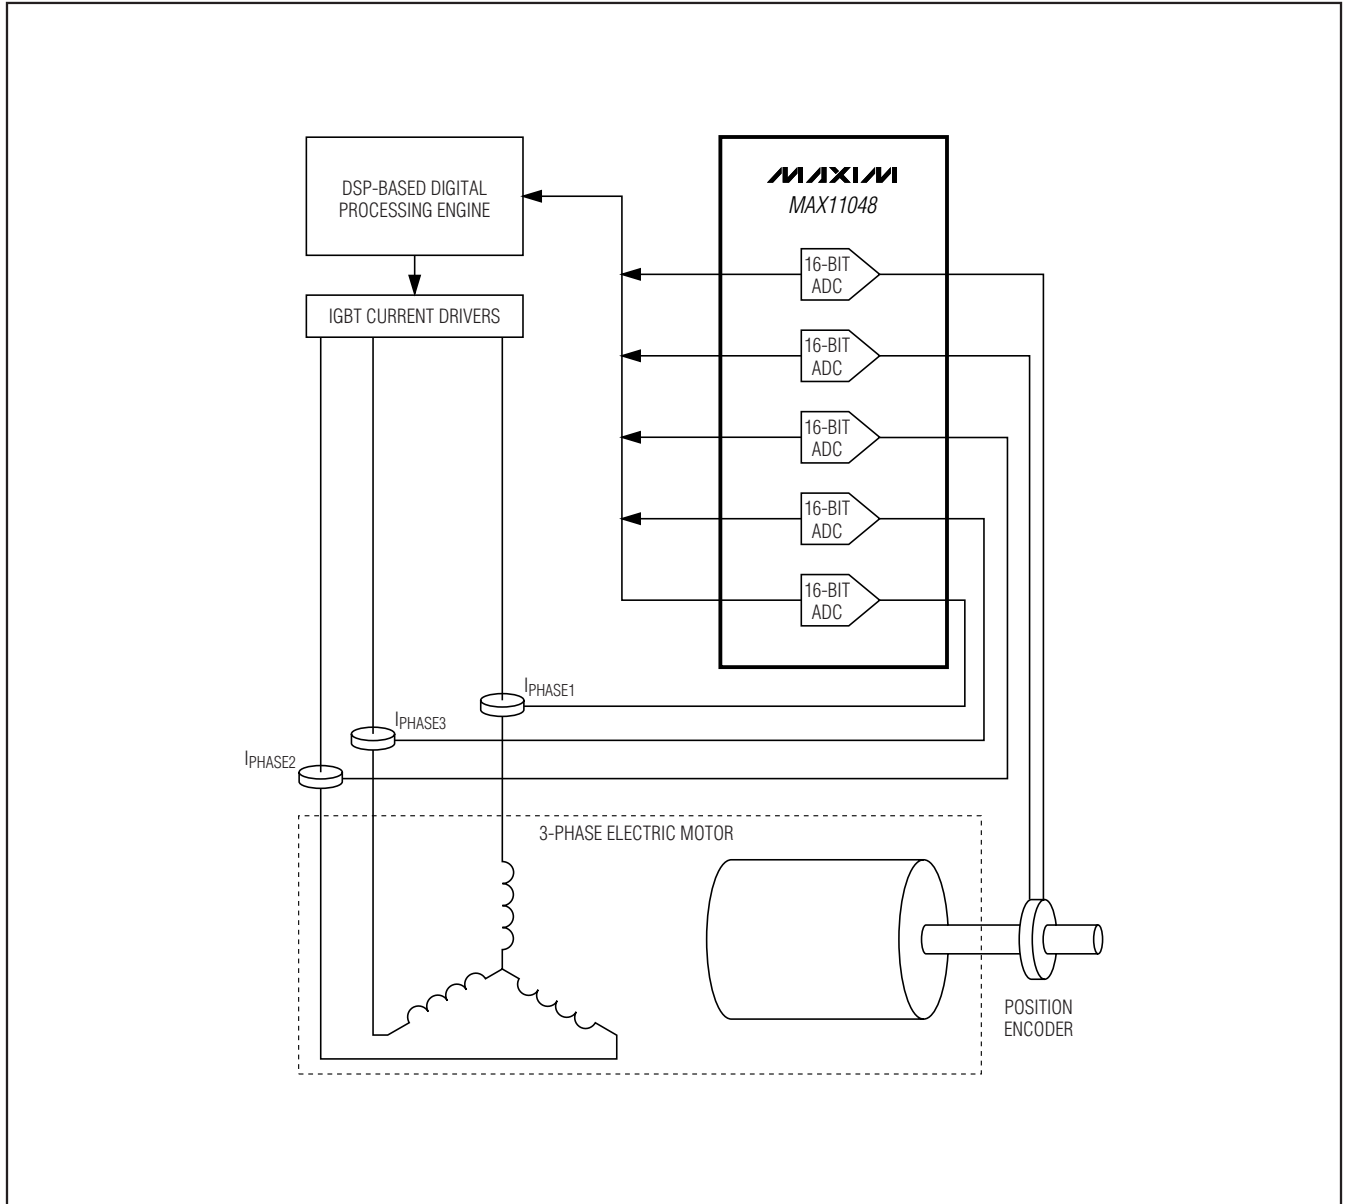 DSP-BASED DIGITAL
PROCESSING ENGINE
IGBT CURRENT DRIVERS
MAXIM
MAX11048
16-BIT
ADC
16-BIT
ADC
16-BIT
ADC
16-BIT
ADC
16-BIT
ADC
IPHASE1
IPHASE3
IPHASE2
3-PHASE ELECTRIC MOTOR
POSITION
ENCODER